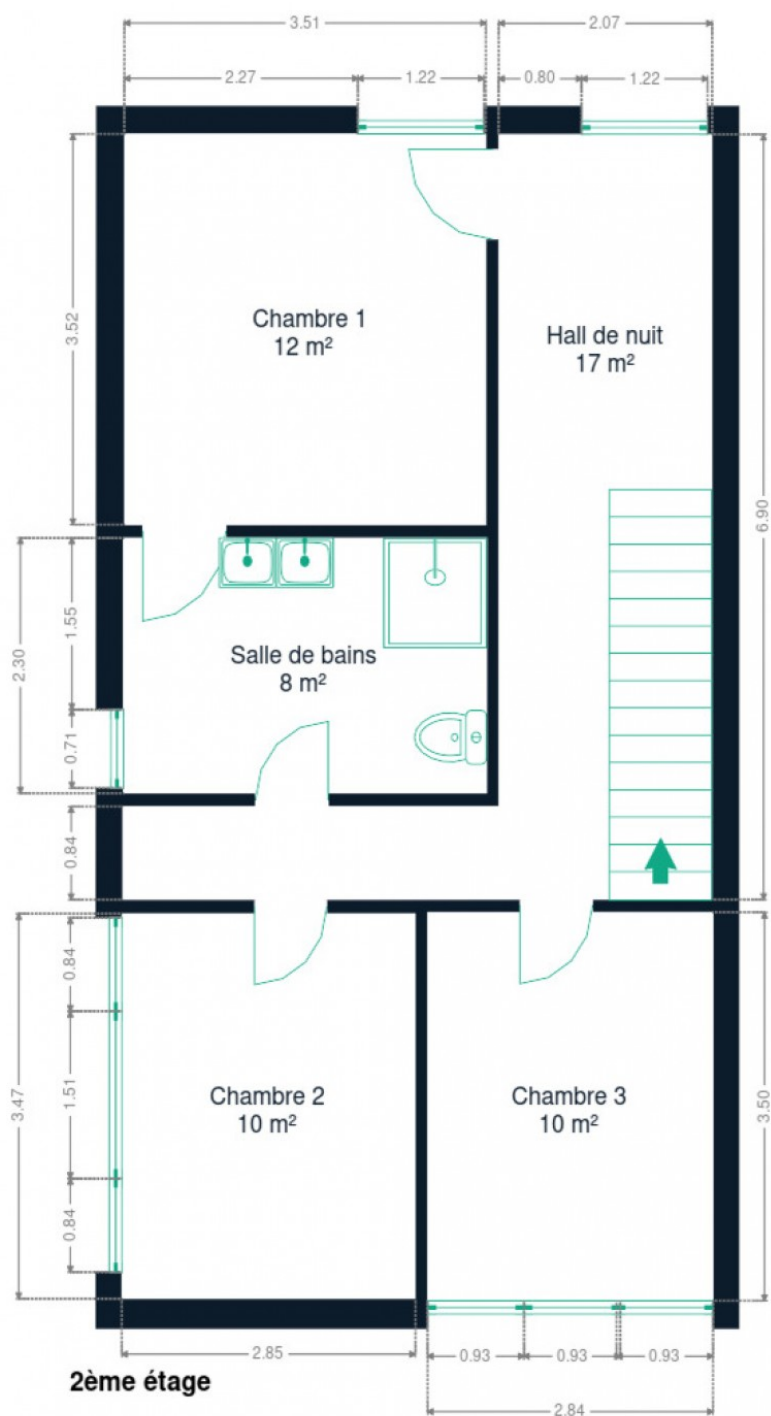 3.51
2.07
2.27
1.22
0.80
1.22
3.52
Chambre 1
12 m²
Hall de nuit
17 m²
6.90
2.30
1.55
Salle de bains
8 m²
0.71
0.84
3.47
0.84
1.51
0.84
Chambre 2
10 m²
Chambre 3
10 m²
3.50
2.85
0.93
0.93
0.93
2ème étage
2.84